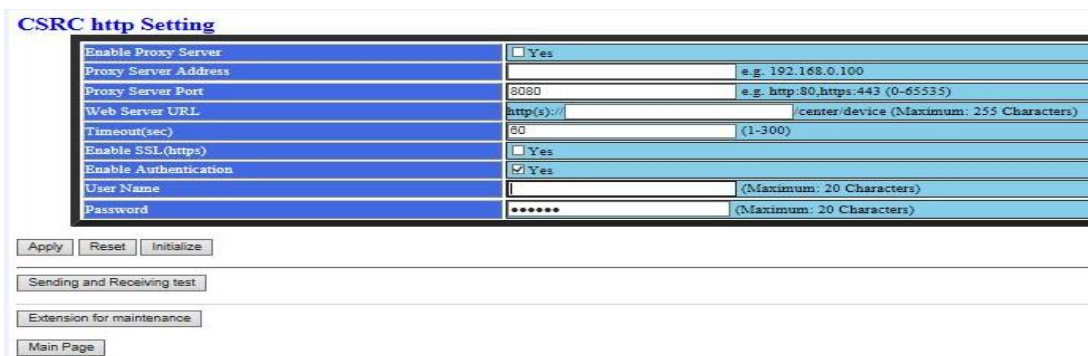 CSRC http Setting
Enable Proxy Server Yes
Proxy Server Address e.g. 192.168.0.100
Proxy Server Port 8080 e.g. http:80,https:443 (0-65535)
Web Server URL http(s):// /center/device (Maximum: 255 Characters)
Timeout(sec) 60 (1-300)
Enable SSL(https) Yes
Enable Authentication Yes
User Name (Maximum: 20 Characters)
Password •••••• (Maximum: 20 Characters)
Apply Reset Initialize
Sending and Receiving test
Extension for maintenance
Main Page